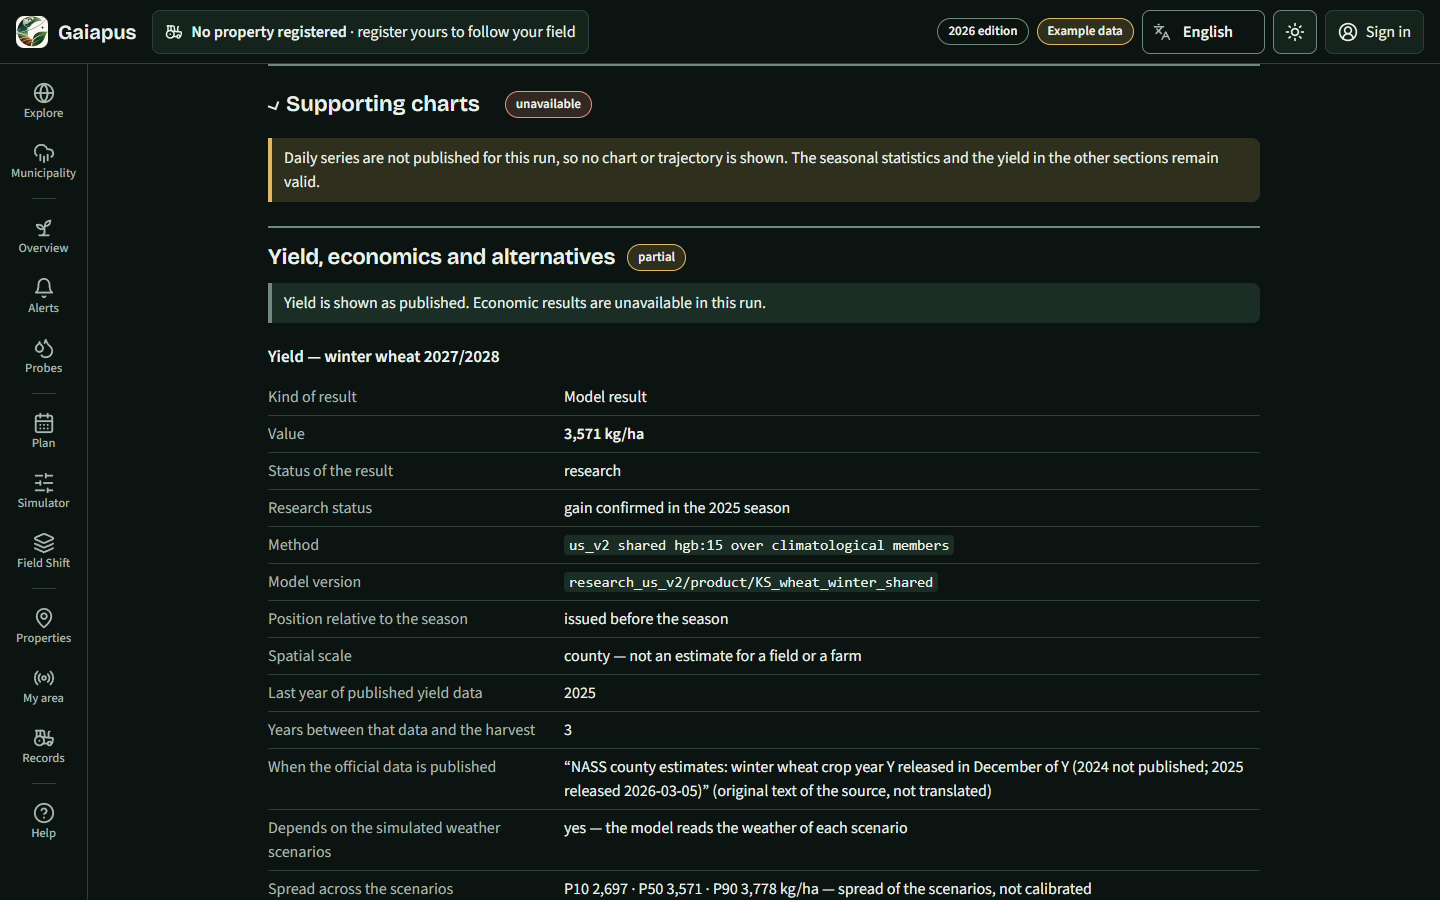 Gaiapus
No property registered · register yours to follow your field
2026 edition
Example data
English
Sign in
Explore
Municipality
Overview
Alerts
Probes
Plan
Simulator
Field Shift
Properties
My area
Records
Help
Supporting charts
unavailable
Daily series are not published for this run, so no chart or trajectory is shown. The seasonal statistics and the yield in the other sections remain
valid.
Yield, economics and alternatives
partial
Yield is shown as published. Economic results are unavailable in this run.
Yield — winter wheat 2027/2028
Kind of result
Model result
Value
3,571 kg/ha
Status of the result
research
Research status
gain confirmed in the 2025 season
Method
us_v2 shared hgb:15 over climatological members
Model version
research_us_v2/product/KS_wheat_winter_shared
Position relative to the season
issued before the season
Spatial scale
county — not an estimate for a field or a farm
Last year of published yield data
2025
Years between that data and the harvest
3
When the official data is published
“NASS county estimates: winter wheat crop year Y released in December of Y (2024 not published; 2025
released 2026-03-05)” (original text of the source, not translated)
Depends on the simulated weather
scenarios
yes — the model reads the weather of each scenario
Spread across the scenarios
P10 2,697 · P50 3,571 · P90 3,778 kg/ha — spread of the scenarios, not calibrated